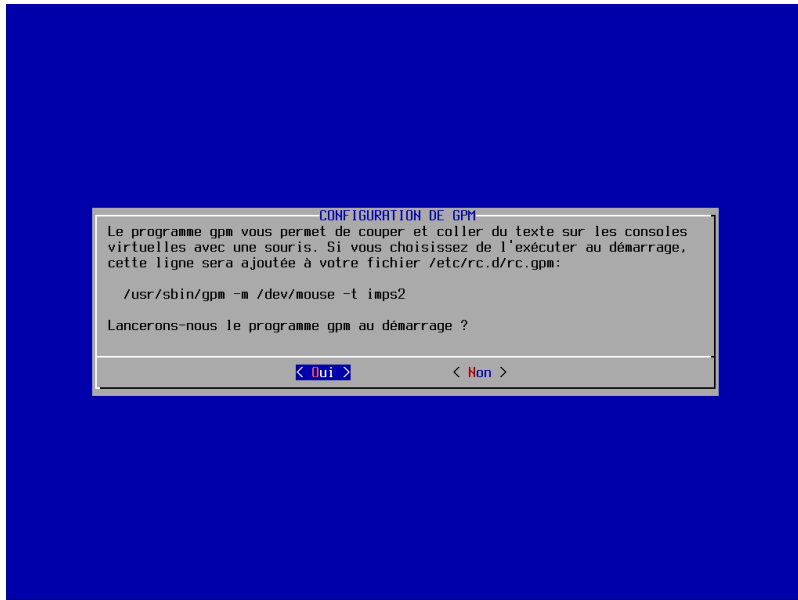 CONFIGURATION DE GPM
Le programme gpm vous permet de couper et coller du texte sur les consoles
virtuelles avec une souris. Si vous choisissez de l'exécuter au démarrage,
cette ligne sera ajoutée à votre fichier /etc/rc.d/rc.gpm:
/usr/sbin/gpm -m /dev/mouse -t imps2
Lancerons-nous le programme gpm au démarrage ?
< Oui > < Non >